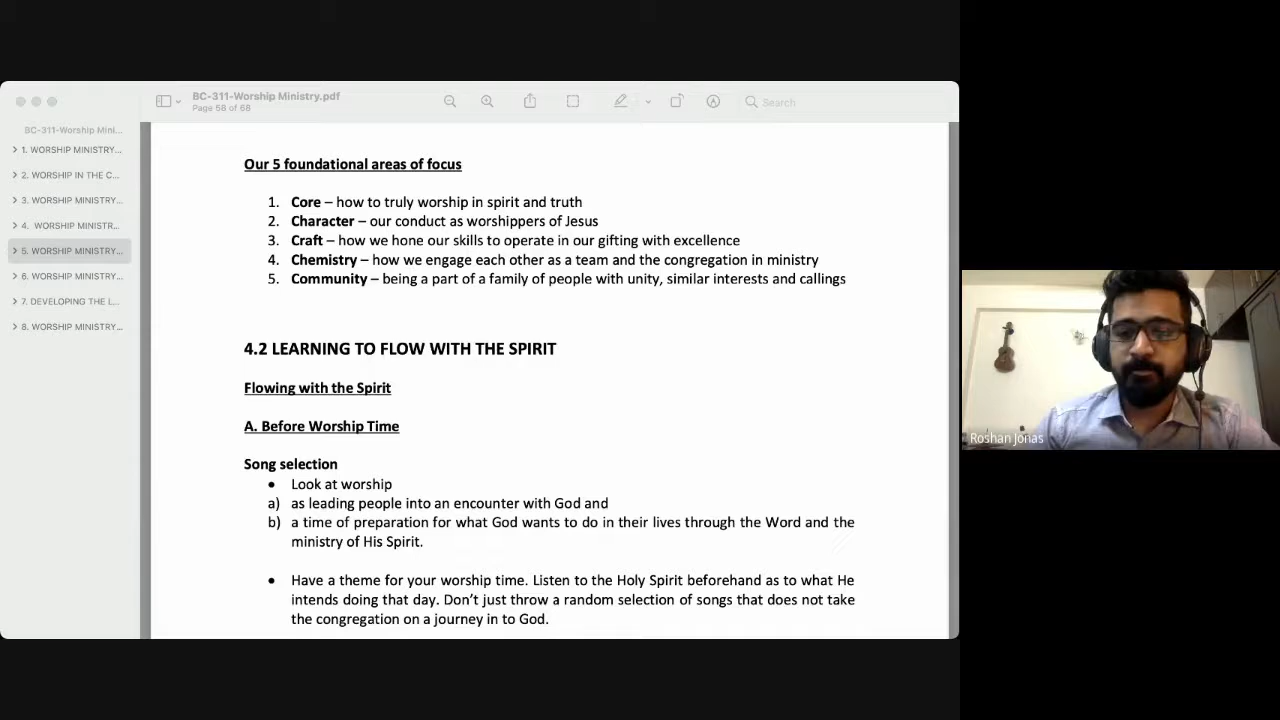 BC-311-Worship Ministry.pdf
Page 58 of 68
Search
BC-311-Worship Mini...
1. WORSHIP MINISTRY...
2. WORSHIP IN THE C...
3. WORSHIP MINISTRY...
4. WORSHIP MINISTR...
5. WORSHIP MINISTRY...
6. WORSHIP MINISTRY...
7. DEVELOPING THE L...
8. WORSHIP MINISTRY...
Our 5 foundational areas of focus
1. Core – how to truly worship in spirit and truth
2. Character – our conduct as worshippers of Jesus
3. Craft – how we hone our skills to operate in our gifting with excellence
4. Chemistry – how we engage each other as a team and the congregation in ministry
5. Community – being a part of a family of people with unity, similar interests and callings
4.2 LEARNING TO FLOW WITH THE SPIRIT
Flowing with the Spirit
A. Before Worship Time
Song selection
• Look at worship
a) as leading people into an encounter with God and
b) a time of preparation for what God wants to do in their lives through the Word and the
ministry of His Spirit.
• Have a theme for your worship time. Listen to the Holy Spirit beforehand as to what He
intends doing that day. Don’t just throw a random selection of songs that does not take
the congregation on a journey in to God.
Roshan Jonas